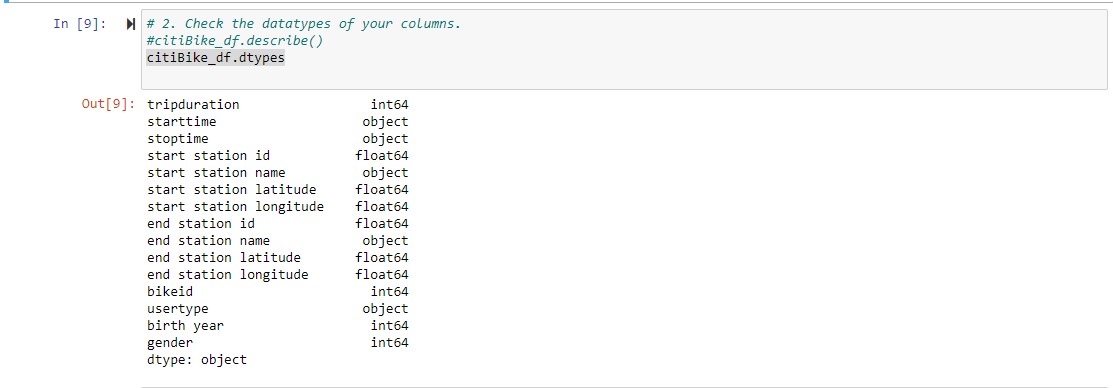 In [9]: # 2. Check the datatypes of your columns.
#citiBike_df.describe()
citiBike_df.dtypes
Out[9]: tripduration int64
starttime object
stoptime object
start station id float64
start station name object
start station latitude float64
start station longitude float64
end station id float64
end station name object
end station latitude float64
end station longitude float64
bikeid int64
usertype object
birth year int64
gender int64
dtype: object